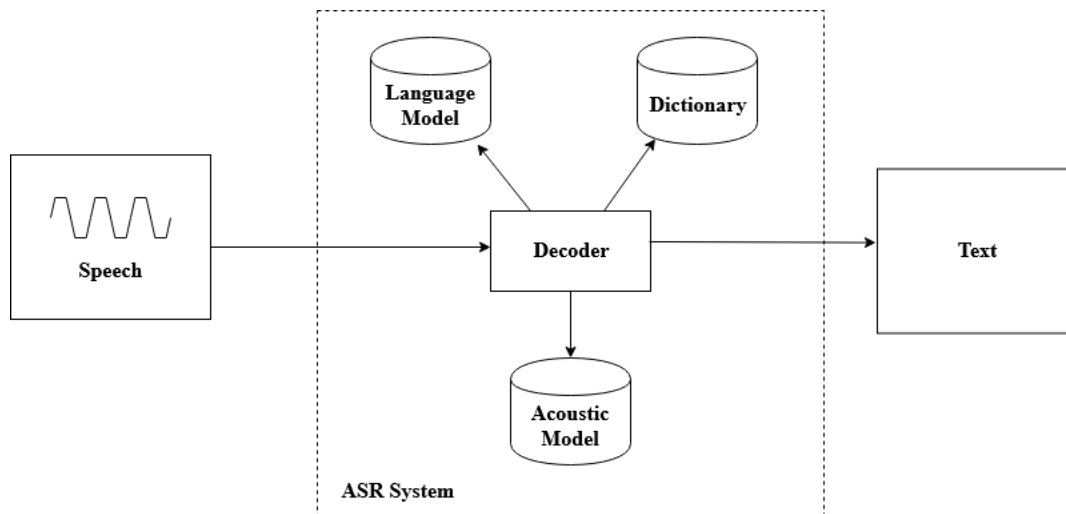 Language
Model
Dictionary
Speech
Decoder
Text
Acoustic
Model
ASR System